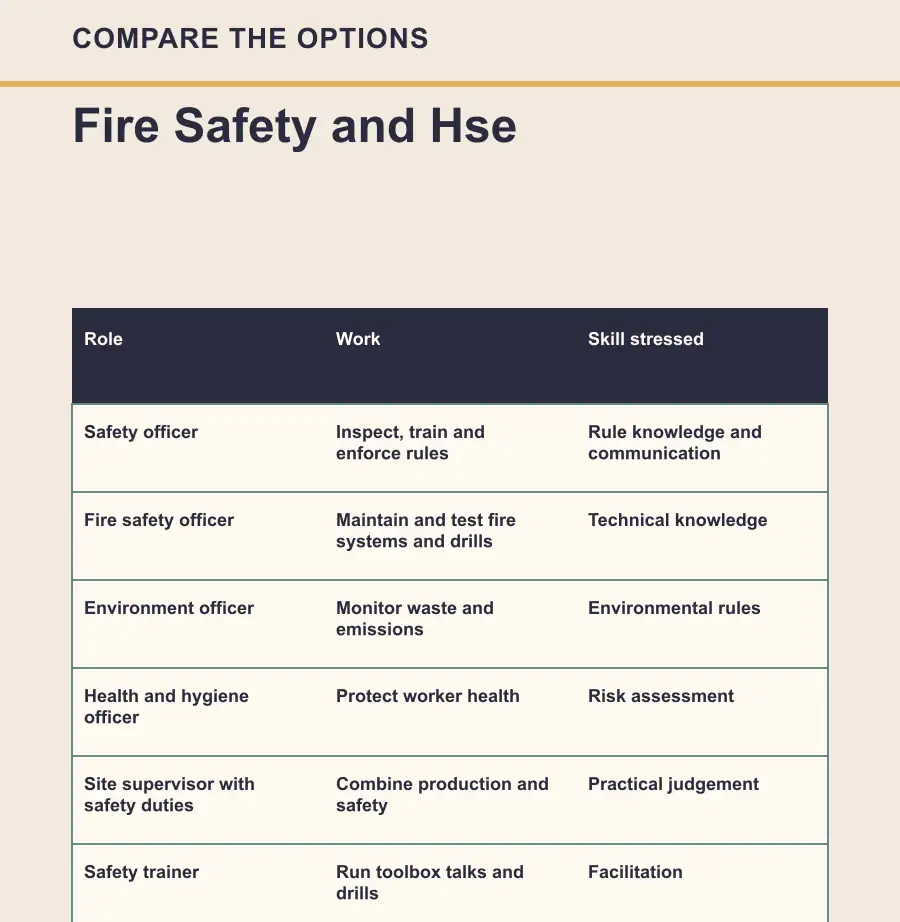 COMPARE THE OPTIONS
Fire Safety and Hse
Role Work Skill stressed
Safety officer Inspect, train and Rule knowledge and
enforce rules communication
Fire safety officer Maintain and test fire Technical knowledge
systems and drills
Environment officer Monitor waste and Environmental rules
emissions
Health and hygiene Protect worker health Risk assessment
officer
Site supervisor with Combine production and Practical judgement
safety duties safety
Safety trainer Run toolbox talks and Facilitation
drills